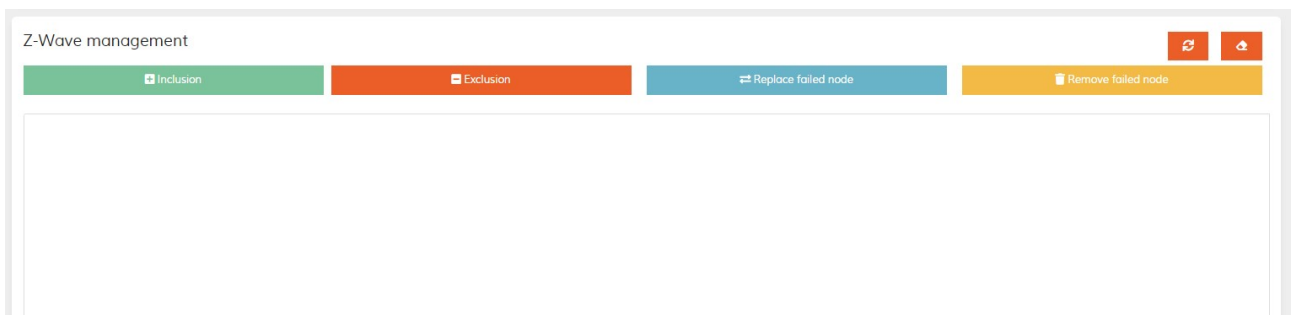 Z-Wave management
Inclusion
Exclusion
Replace failed node
Remove failed node